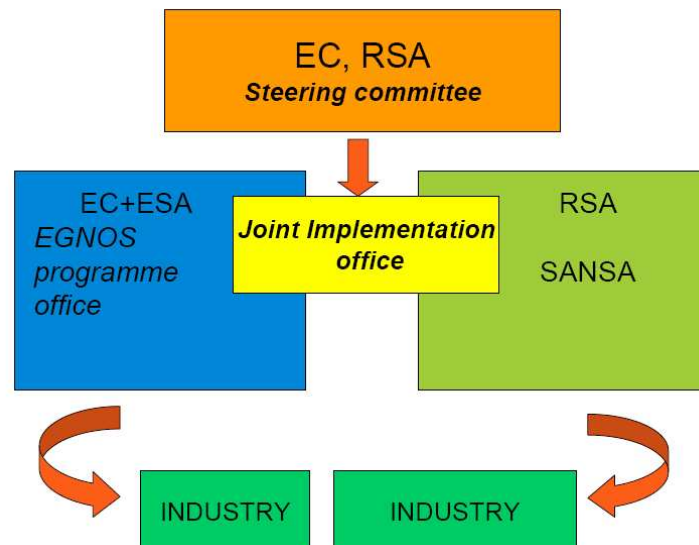 EC, RSA
Steering committee
EC+ESA
EGNOS
programme
office
Joint Implementation
office
RSA
SANSA
INDUSTRY
INDUSTRY